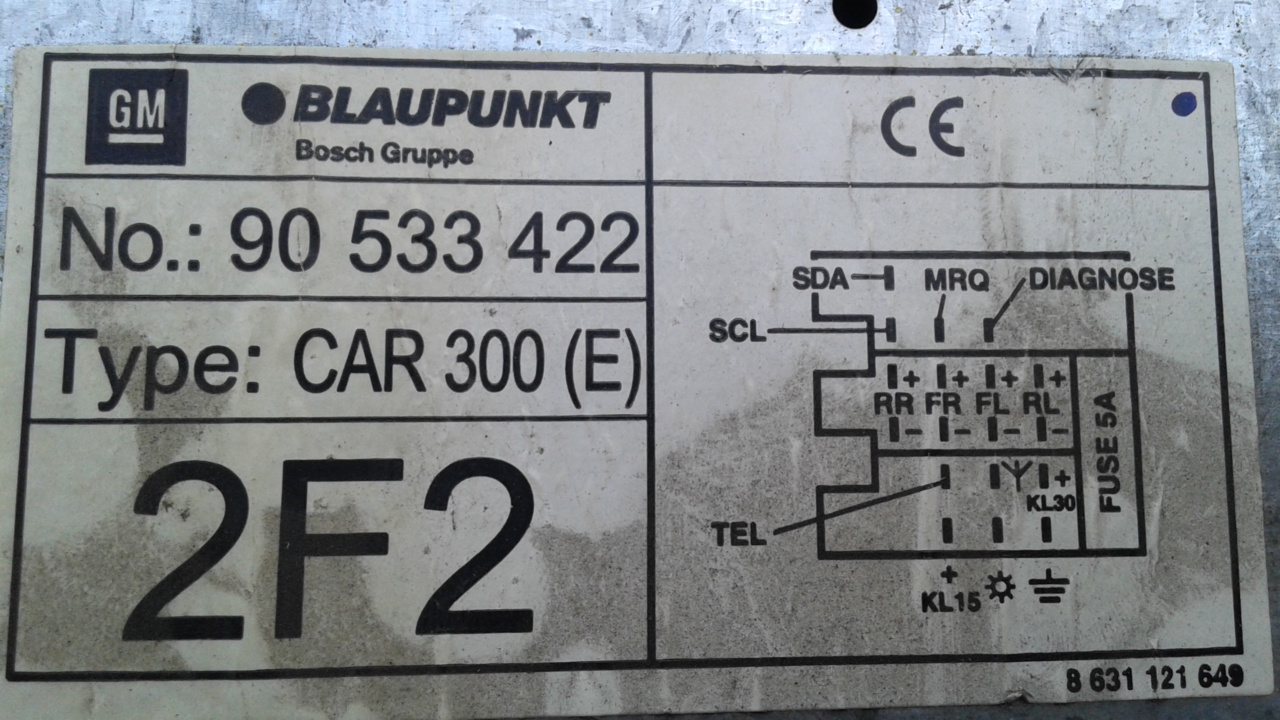 GM
BLAUPUNKT
Bosch Gruppe
CE
No.: 90 533 422
Type: CAR 300 (E)
2F2
SDA MRQ DIAGNOSE
SCL
+ + + +
RR FR FL RL
- - - -
FUSE 5A
+
KL30
TEL
+
KL15
8 631 121 649